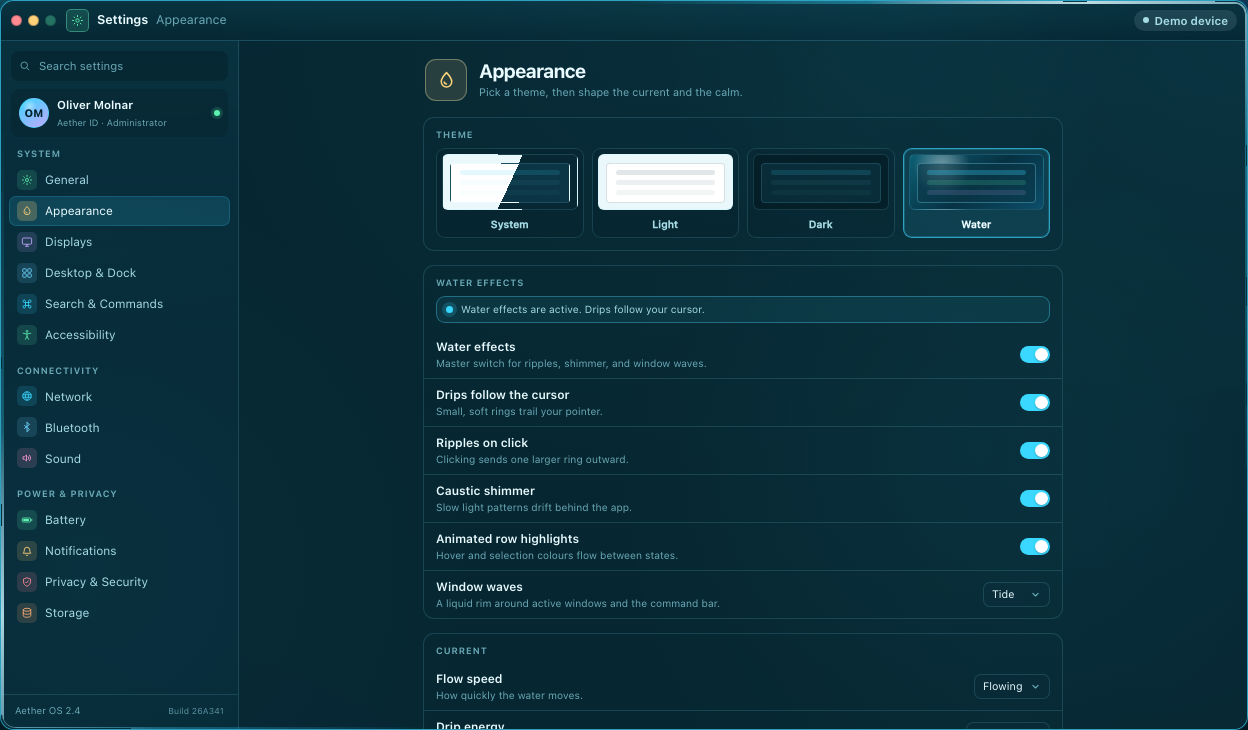 Settings Appearance
Demo device
Search settings
OM
Oliver Molnar
Aether ID · Administrator
SYSTEM
General
Appearance
Displays
Desktop & Dock
Search & Commands
Accessibility
CONNECTIVITY
Network
Bluetooth
Sound
POWER & PRIVACY
Battery
Notifications
Privacy & Security
Storage
Aether OS 2.4
Build 26A341
Appearance
Pick a theme, then shape the current and the calm.
THEME
System
Light
Dark
Water
WATER EFFECTS
Water effects are active. Drips follow your cursor.
Water effects
Master switch for ripples, shimmer, and window waves.
Drips follow the cursor
Small, soft rings trail your pointer.
Ripples on click
Clicking sends one larger ring outward.
Caustic shimmer
Slow light patterns drift behind the app.
Animated row highlights
Hover and selection colours flow between states.
Window waves
A liquid rim around active windows and the command bar.
Tide
CURRENT
Flow speed
How quickly the water moves.
Flowing
Drip energy